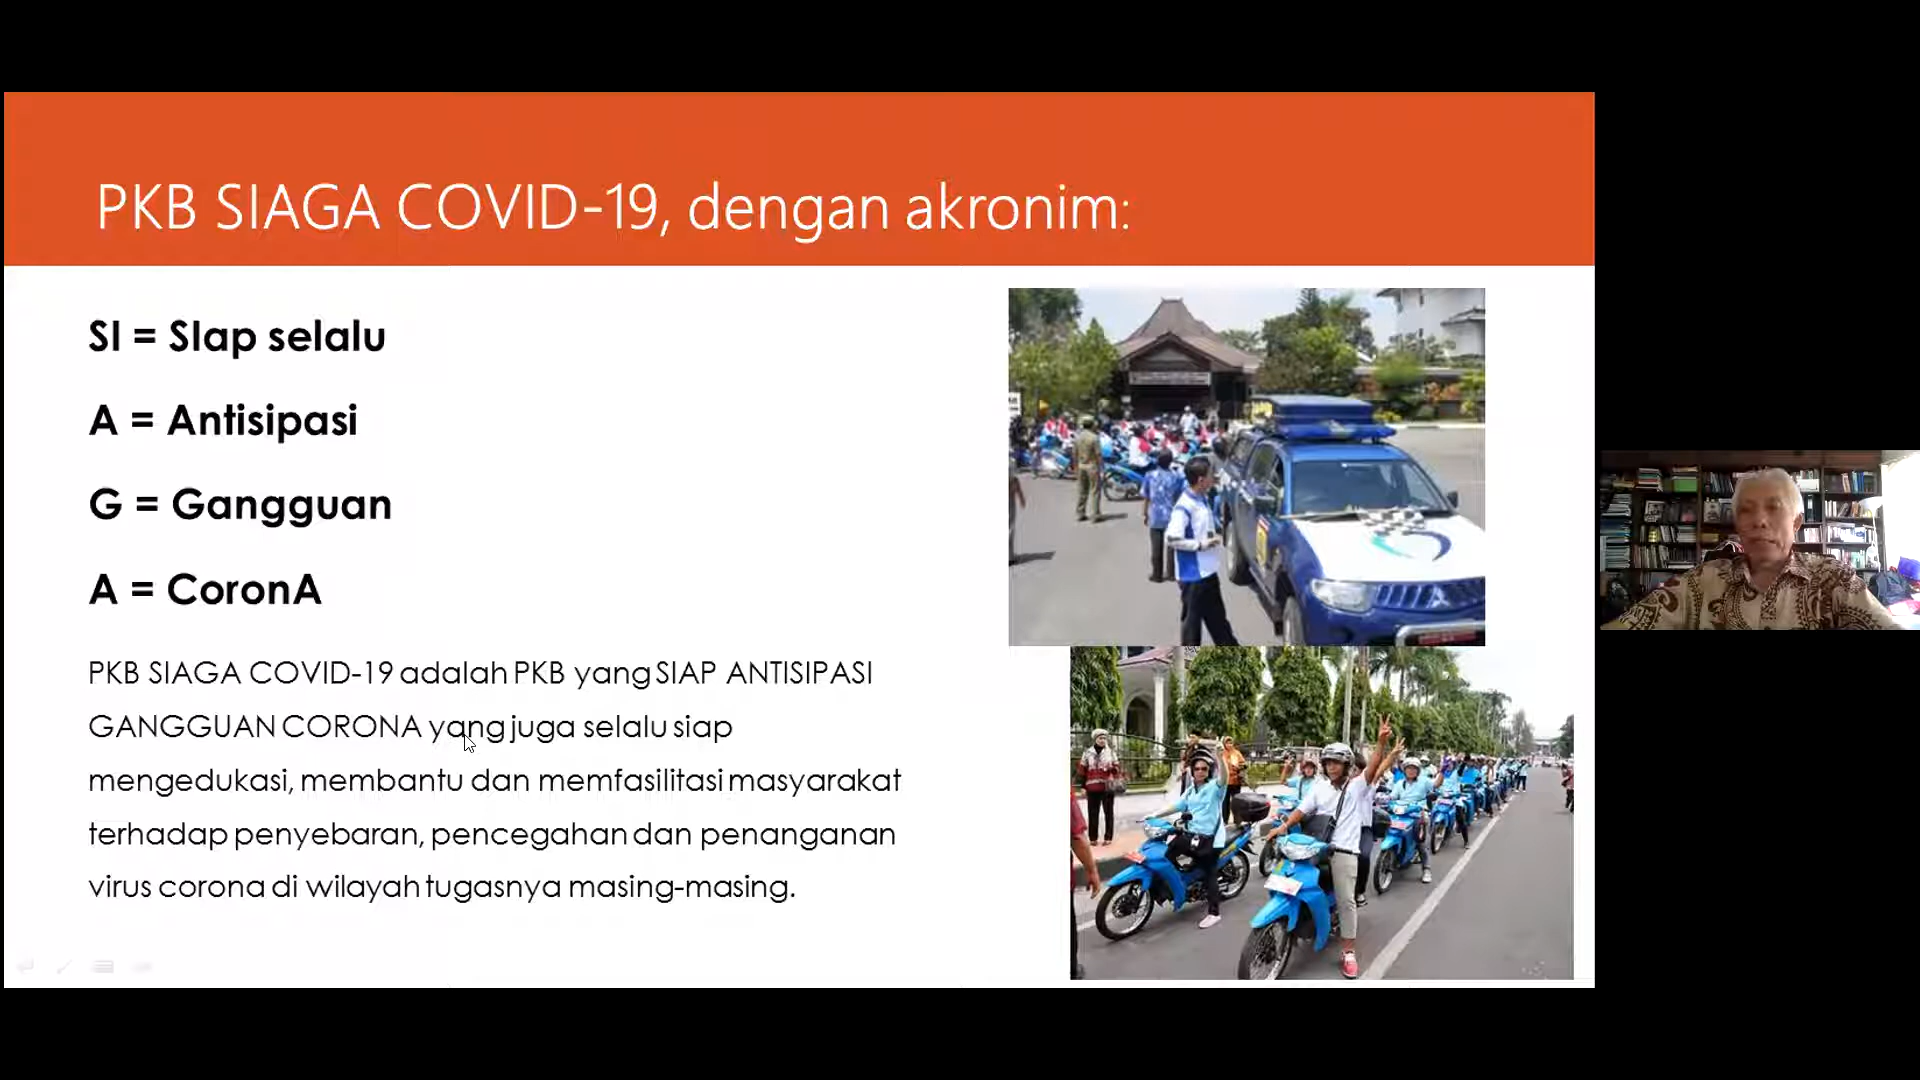 PKB SIAGA COVID-19, dengan akronim:
SI = SIap selalu
A = Antisipasi
G = Gangguan
A = CoronA
PKB SIAGA COVID-19 adalah PKB yang SIAP ANTISIPASI
GANGGUAN CORONA yang juga selalu siap
mengedukasi, membantu dan memfasilitasi masyarakat
terhadap penyebaran, pencegahan dan penanganan
virus corona di wilayah tugasnya masing-masing.